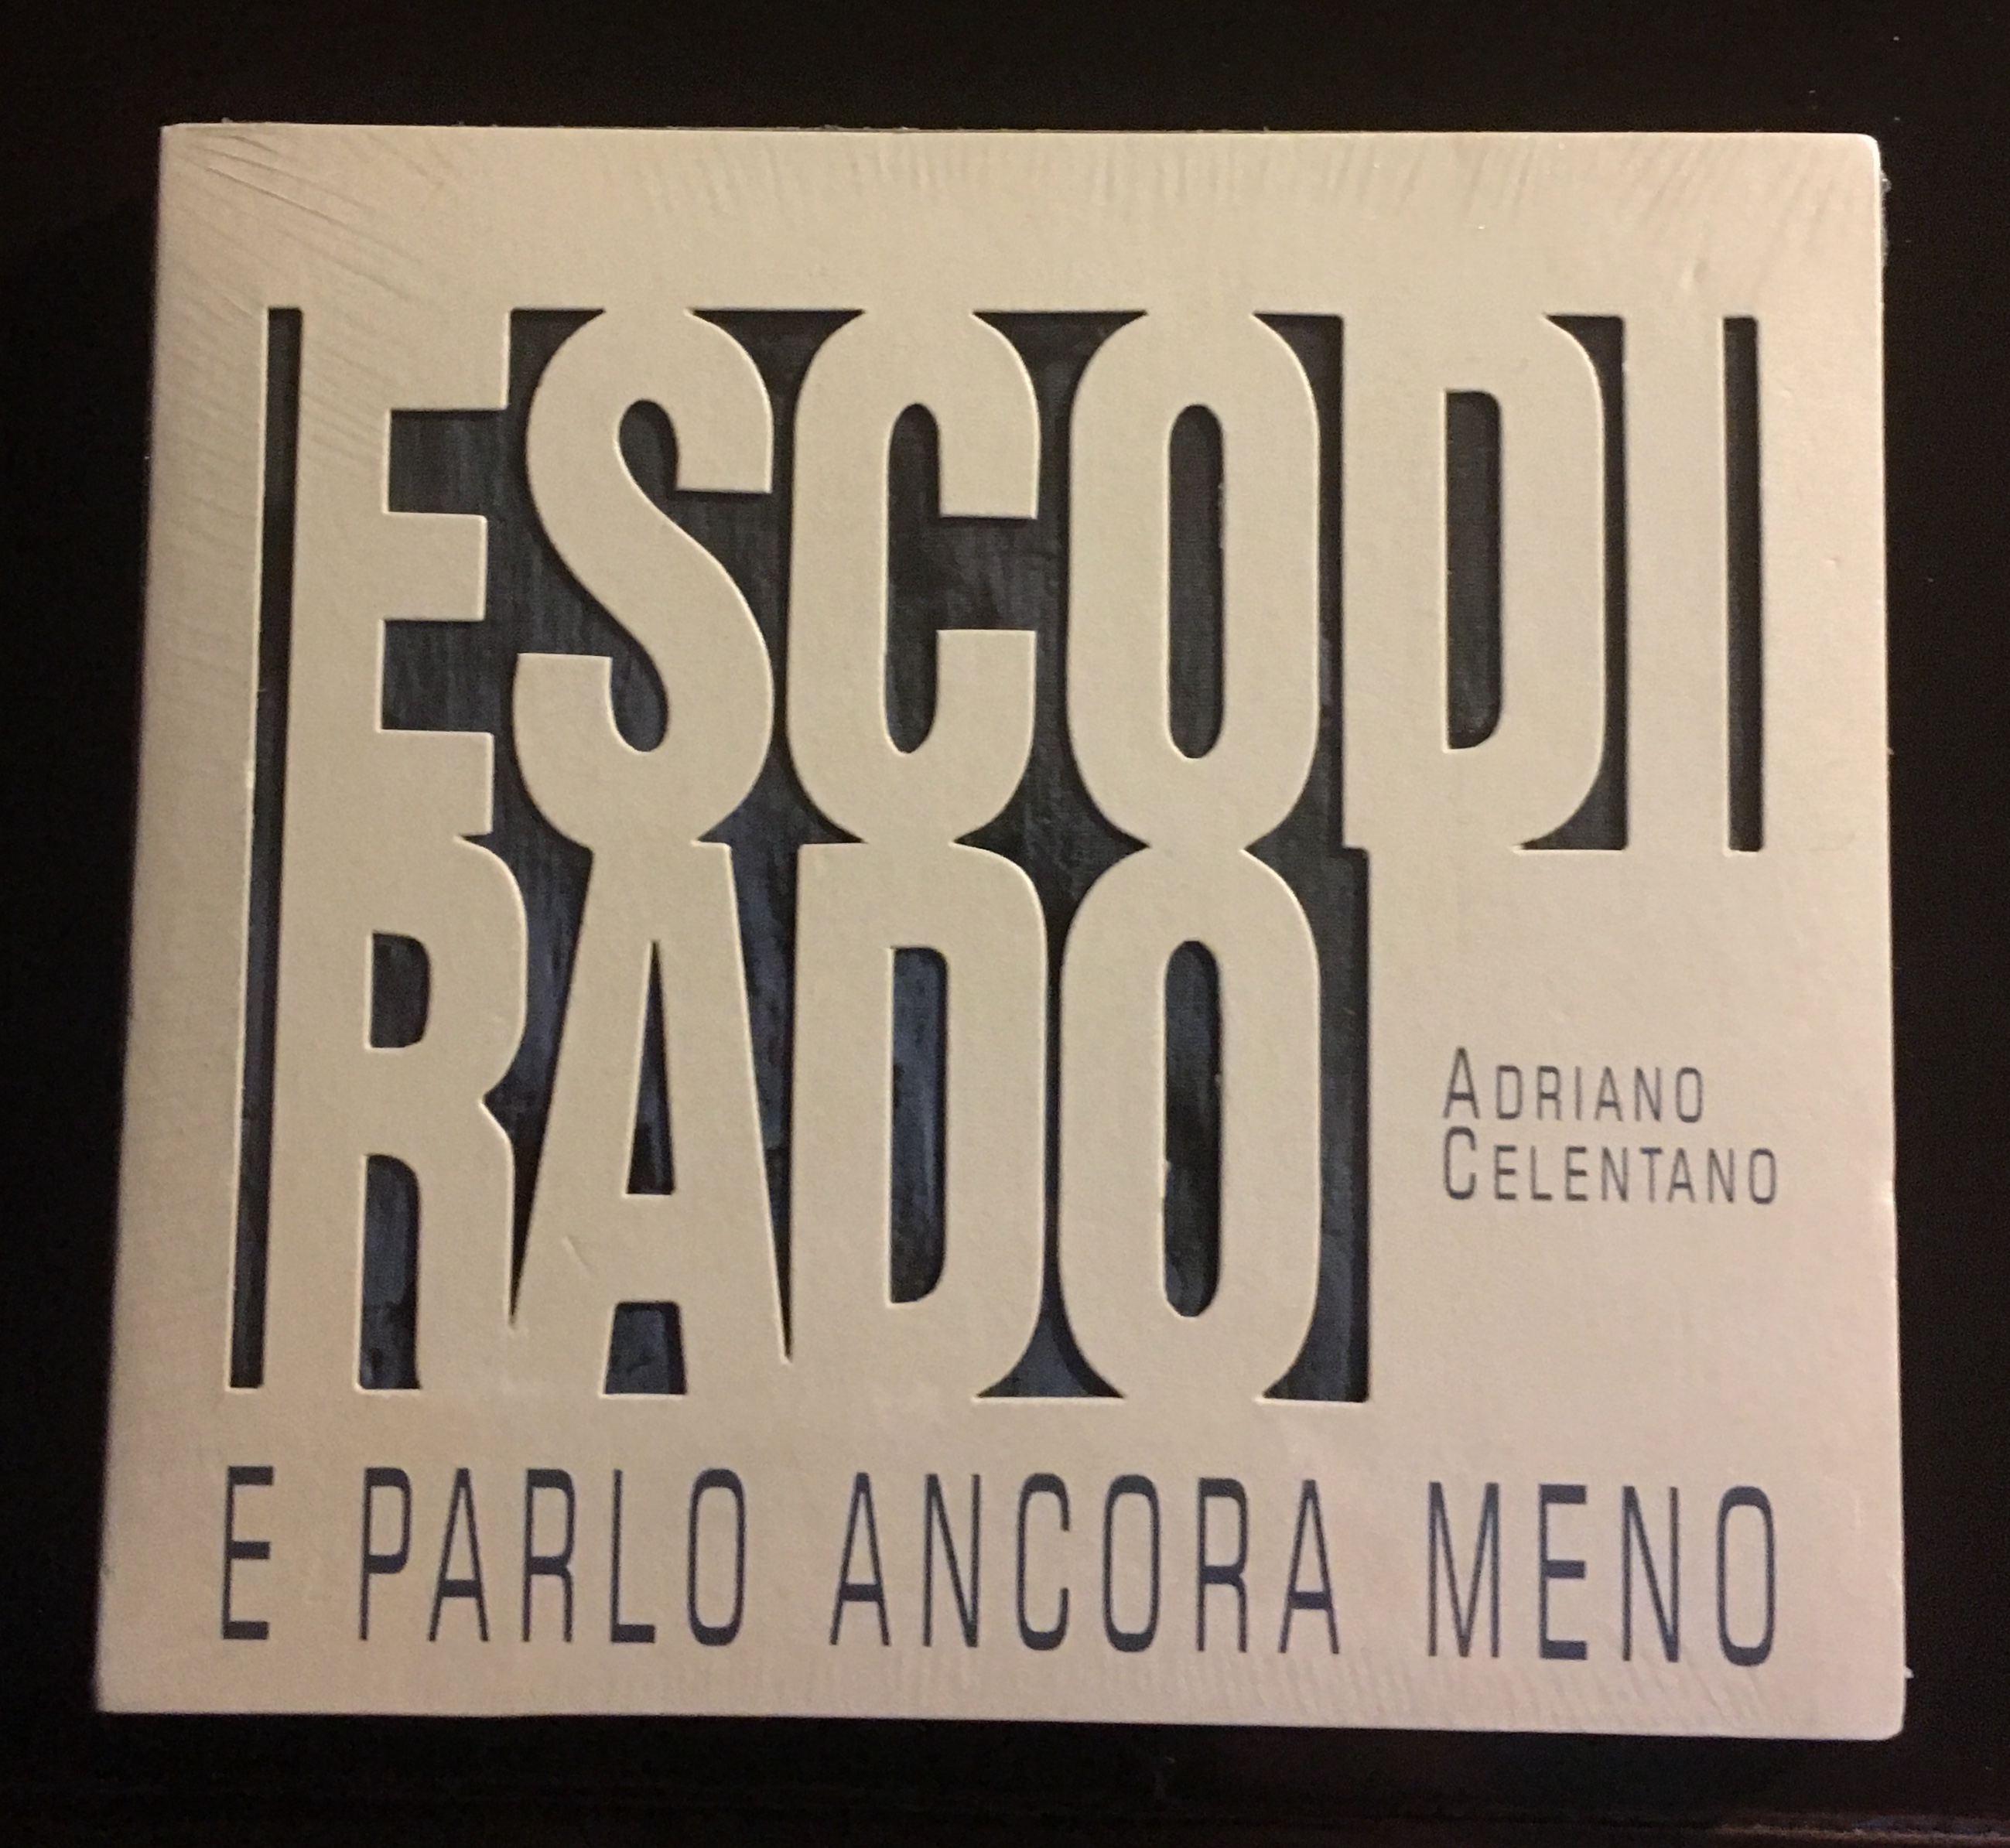 ESCO DI
RADO
ADRIANO
CELENTANO
E PARLO ANCORA MENO